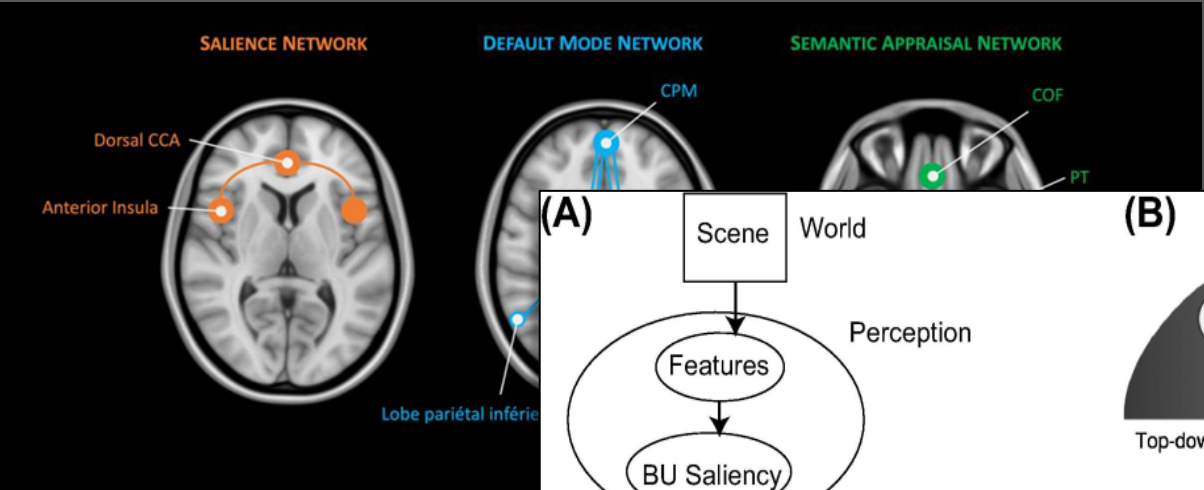 SALIENCE NETWORK
DEFAULT MODE NETWORK
SEMANTIC APPRAISAL NETWORK
CPM
COF
Dorsal CCA
PT
Anterior Insula
Lobe pariétal inférie
(A)
Scene
World
(B)
Perception
Features
Top-dow
BU Saliency